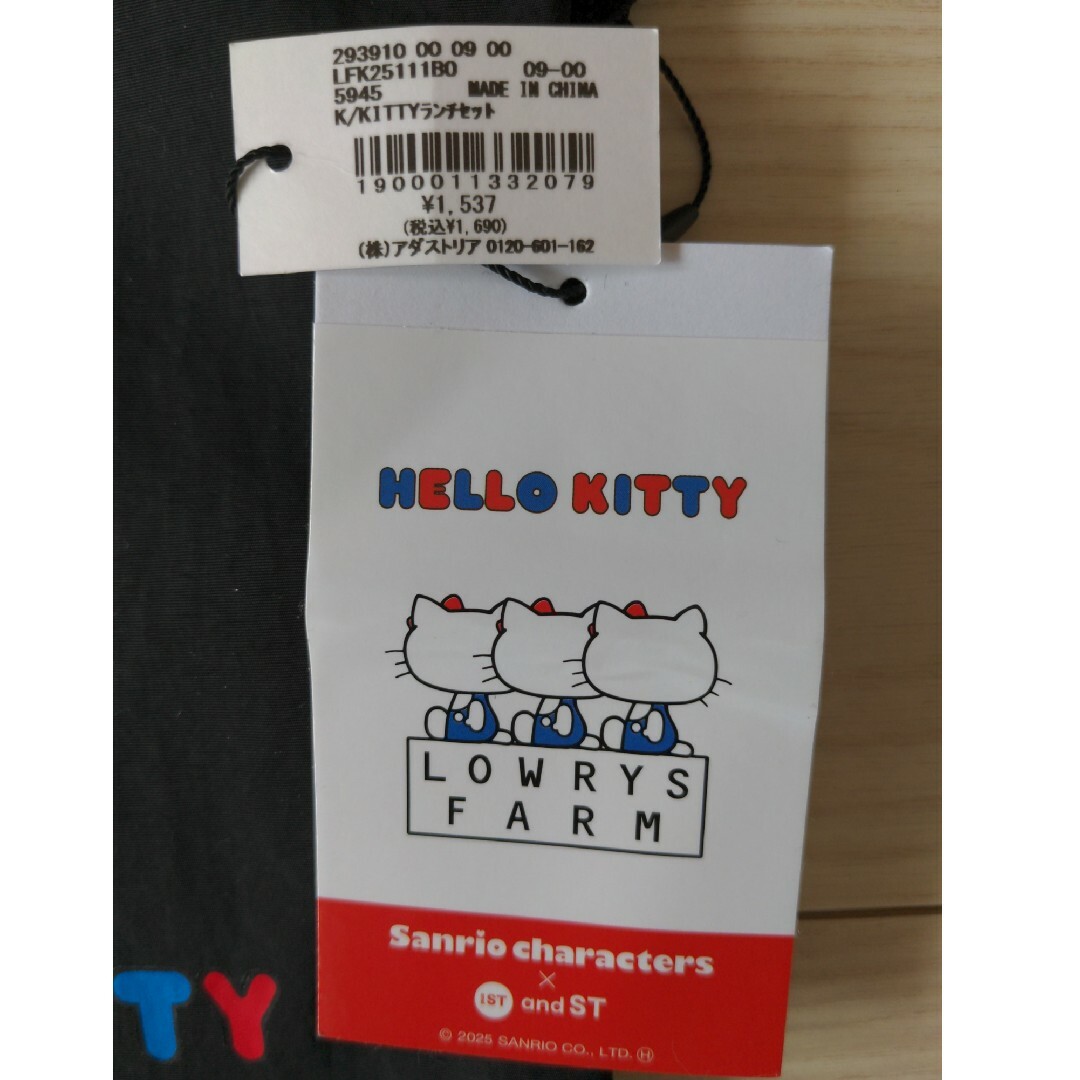 293910 00 09 00
LFK25111B0 09-00
5945 MADE IN CHINA
K/KITTYランチセット
1900011332079
¥1,537
(税込¥1,690)
(株)アダストリア 0120-601-162
HELLO KITTY
LOWRYS
FARM
Sanrio characters
×
.ST and ST
© 2025 SANRIO CO., LTD. Ⓗ
TY